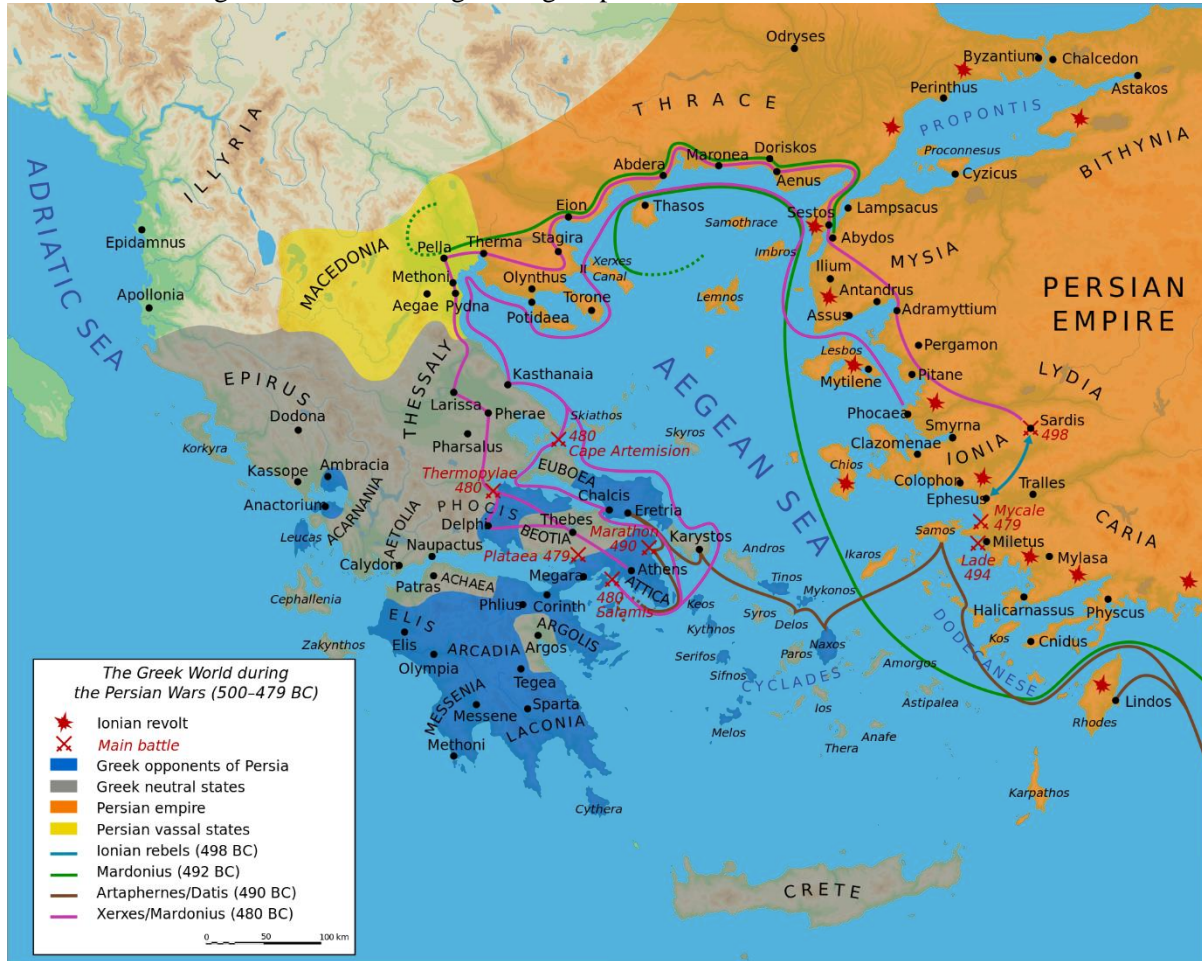 Odryses
Byzantium
Chalcedon
Astakos
Perinthus
THRACE
PROPONTIS
BITHYNIA
Proconnesus
Cyzicus
ADRIATIC SEA
ILLYRIA
Doriskos
Maronea
Abdera
Aenus
Eion
Thasos
Samothrace
Sestos
Lampsacus
Abydos
Imbros
Epidamnus
Apollonia
MACEDONIA
Pella
Therma
Stagira
Methoni
Aegae
Pydna
Olynthus
Xerxes
Canal
Potidaea
Torone
Lemnos
Ilium
MYSIA
Antandrus
Assus
Adramyttium
PERSIAN
EMPIRE
EPIRUS
Dodona
THESSALY
Kasthanaia
Larissa
Pherae
Pharsalus
Skiathos
Skyros
480
Cape Artemision
AEGEAN SEA
Lesbos
Mytilene
Pergamon
Pitane
LYDIA
Phocaea
Smyrna
Sardis
498
Clazomenae
IONIA
Chios
Colophon
Ephesus
Tralles
Korkyra
Kassope
Ambracia
Anactorium
ACARNANIA
Leucas
AETOLIA
Thermopylae
480
PHOCIS
EUBOEA
Chalcis
Eretria
Delphi
Thebes
BEOTIA
Marathon
490
Karystos
Naupactus
Calydon
Plataea 479
Patras
ACHAEA
Megara
Athens
ATTICA
480
Salamis
Cephallenia
Phlius
Corinth
Andros
Tinos
Mykonos
Keos
Kythnos
Syros
Delos
Ikaros
Samos
Mycale
479
Miletus
Lade
494
CARIA
Mylasa
Halicarnassus
Physcus
Kos
Cnidus
Zakynthos
ELIS
Elis
Olympia
ARCADIA
ARGOLIS
Argos
Tegea
Serifos
Sifnos
Paros
Naxos
CYCLADES
Amorgos
DODECANESE
MESSENIA
Messene
Sparta
LACONIA
Methoni
Melos
Ios
Thera
Anafe
Astipalea
Rhodes
Lindos
Cythera
Karpathos
CRETE
The Greek World during
the Persian Wars (500–479 BC)
Ionian revolt
Main battle
Greek opponents of Persia
Greek neutral states
Persian empire
Persian vassal states
Ionian rebels (498 BC)
Mardonius (492 BC)
Artaphernes/Datis (490 BC)
Xerxes/Mardonius (480 BC)
0 50 100 km